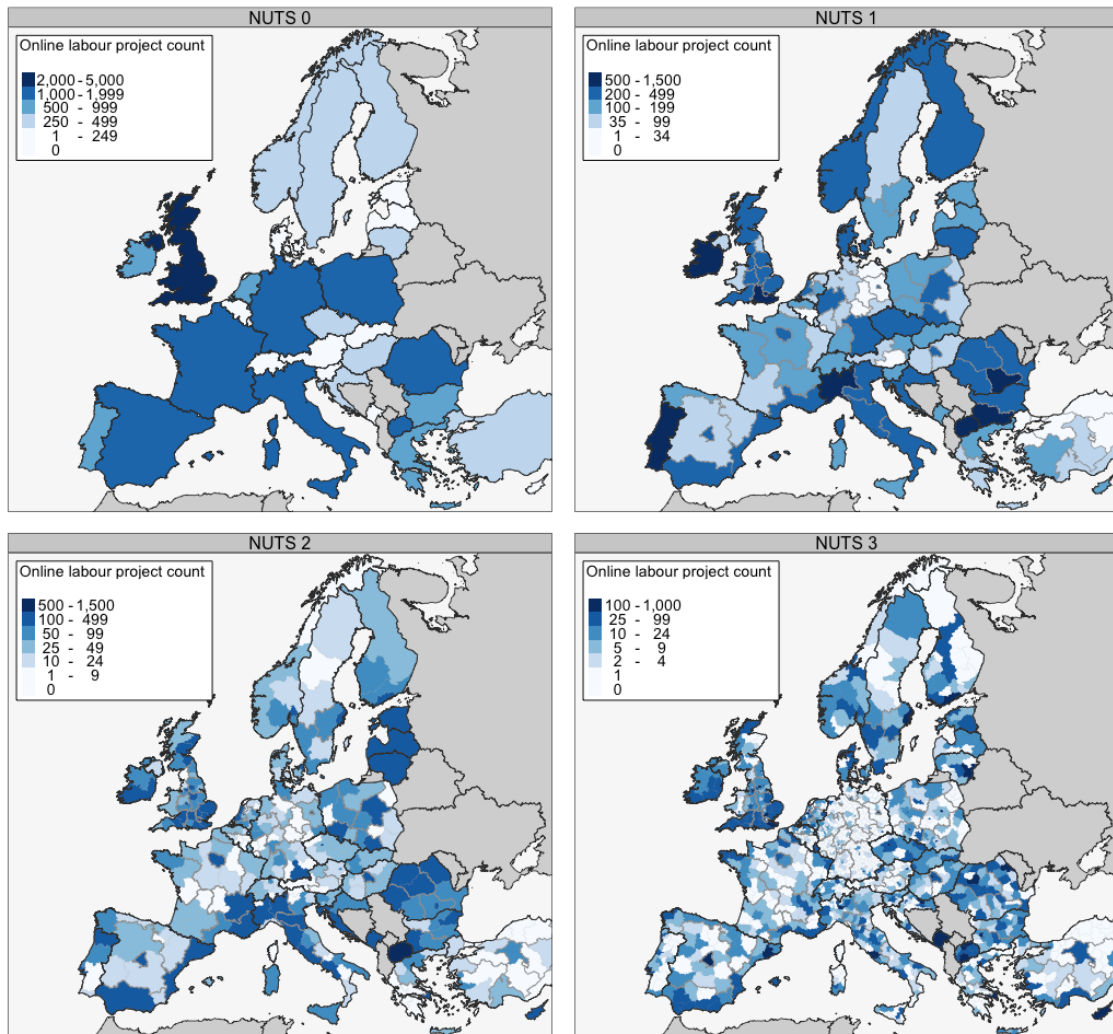 NUTS 0
Online labour project count
2,000 - 5,000
1,000 - 1,999
500 - 999
250 - 499
1 - 249
0
NUTS 1
Online labour project count
500 - 1,500
200 - 499
100 - 199
35 - 99
1 - 34
0
NUTS 2
Online labour project count
500 - 1,500
100 - 499
50 - 99
25 - 49
10 - 24
1 - 9
0
NUTS 3
Online labour project count
100 - 1,000
25 - 99
10 - 24
5 - 9
2 - 4
1
0